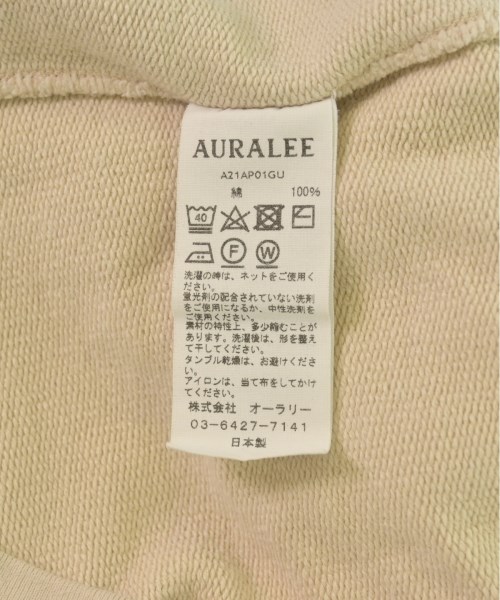 AURALEE
A21AP01GU
綿 100%
40
F W
洗濯の時は、ネットをご使用く
ださい。
蛍光剤の配合されていない洗剤
をご使用になるか、中性洗剤を
ご使用ください。
素材の特性上、多少縮むことが
あります。洗濯後は、形を整え
て干してください。
タンブル乾燥は、お避けくださ
い。
アイロンは、当て布をしてかけ
てください。
株式会社 オーラリー
03-6427-7141
日本製